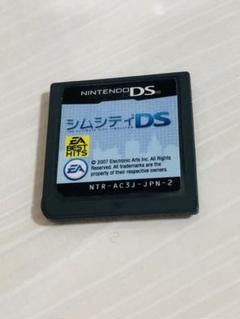 NINTENDO DS
シムシティDS
EA
BEST
HITS
© 2007 Electronic Arts Inc. All Rights
Reserved. All trademarks are the
property of their respective owners.
EA
NTR-AC3J-JPN-2